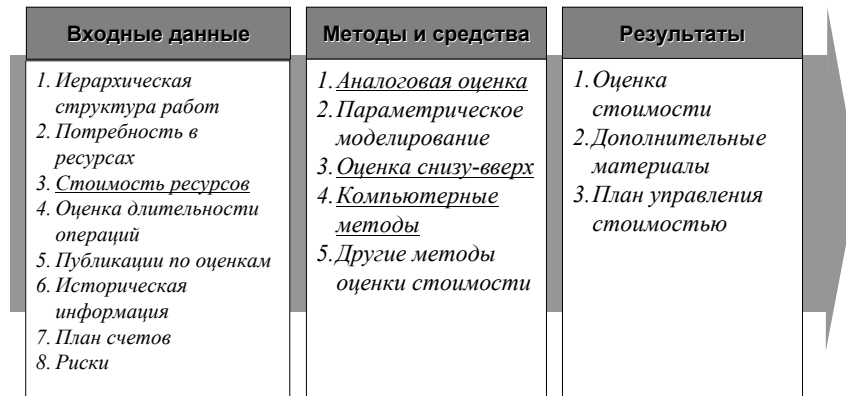 Входные данные
1. Иерархическая
структура работ
2. Потребность в
ресурсах
3. Стоимость ресурсов
4. Оценка длительности
операций
5. Публикации по оценкам
6. Историческая
информация
7. План счетов
8. Риски
Методы и средства
1. Аналоговая оценка
2. Параметрическое
моделирование
3. Оценка снизу-вверх
4. Компьютерные
методы
5. Другие методы
оценки стоимости
Результаты
1. Оценка
стоимости
2. Дополнительные
материалы
3. План управления
стоимостью